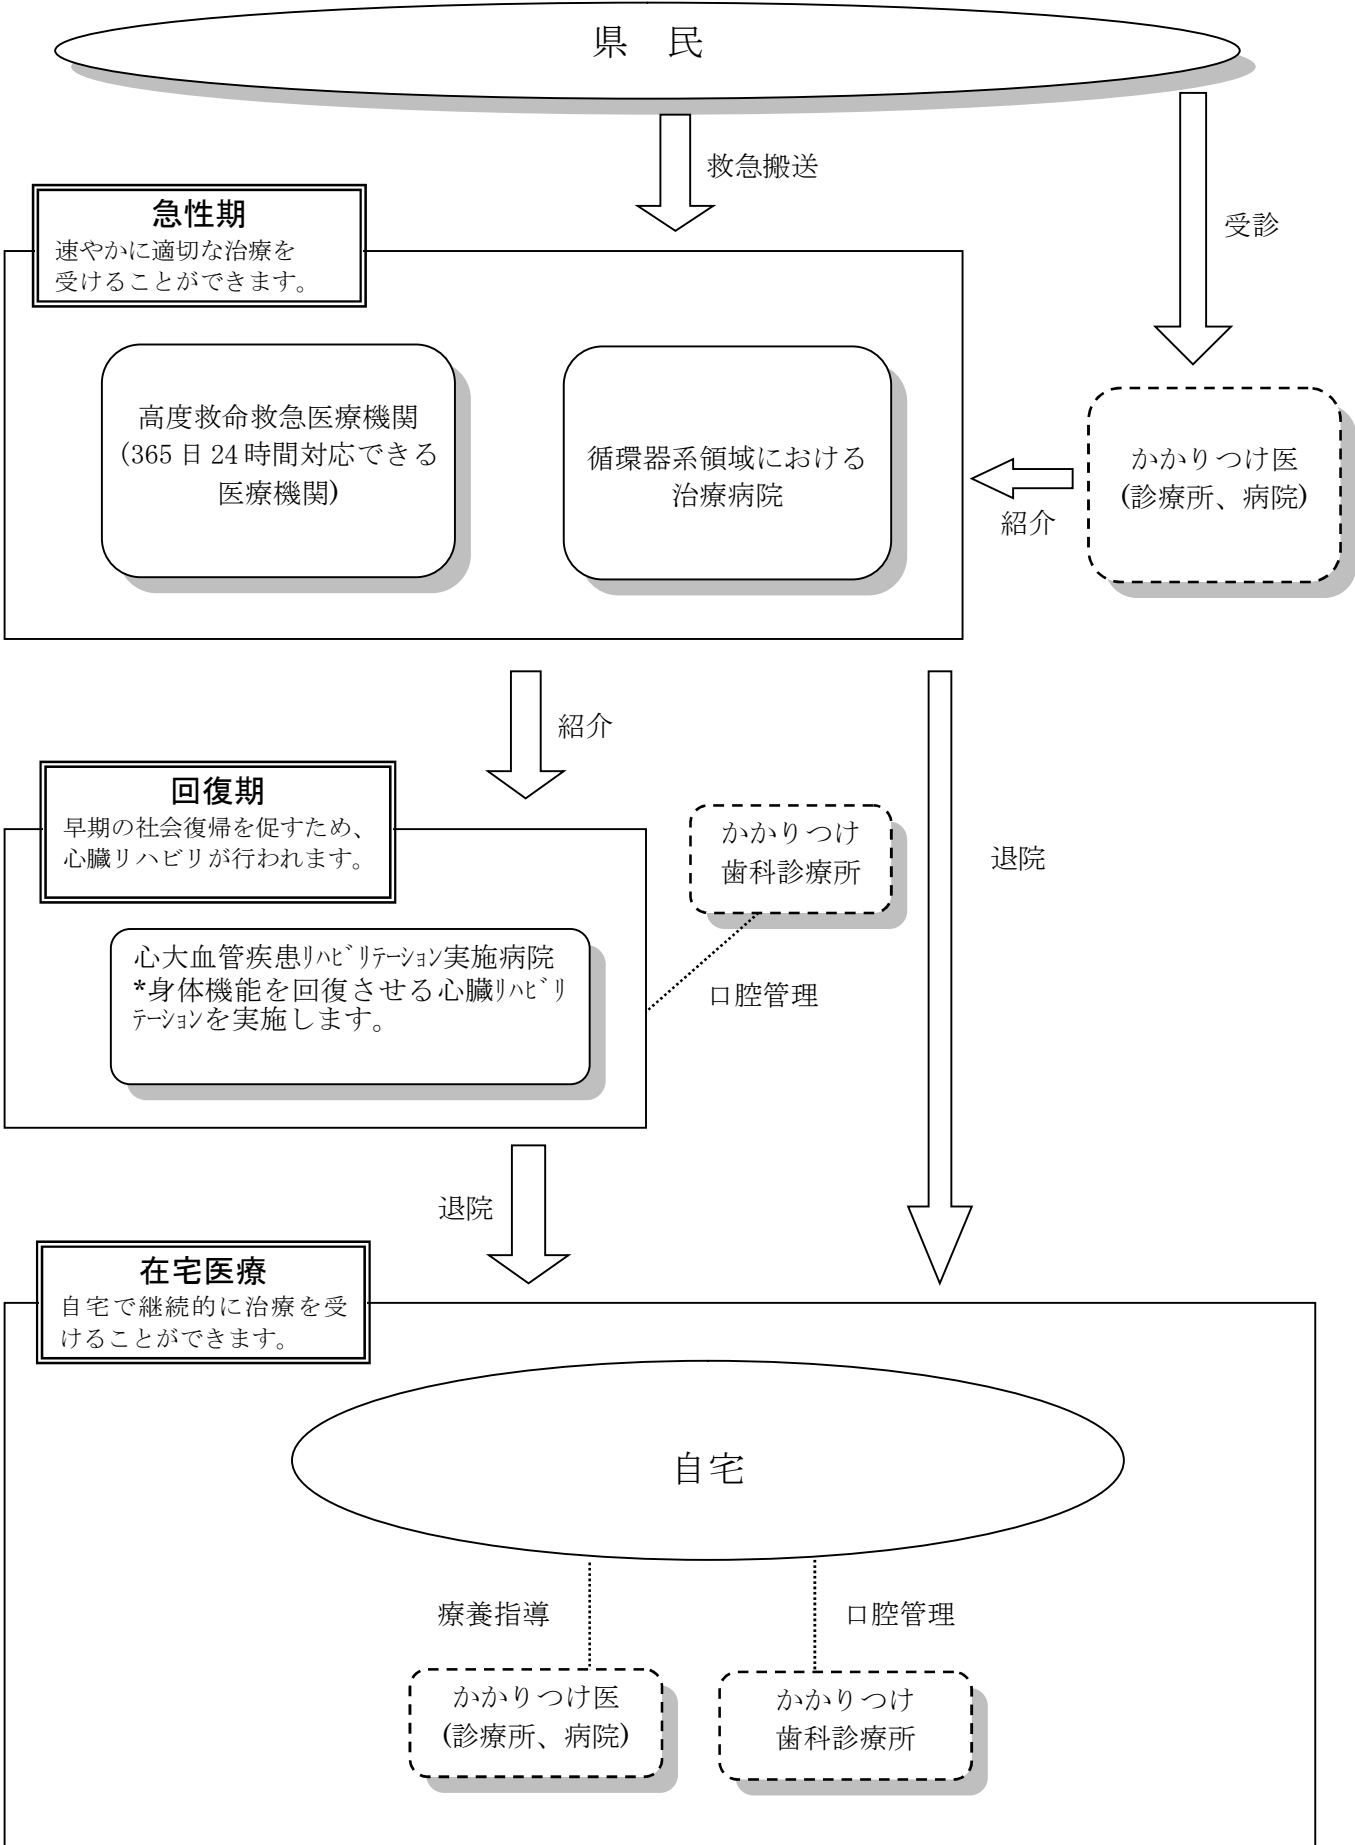 県　民
救急搬送
受診
急性期
速やかに適切な治療を
受けることができます。
高度救命救急医療機関
(365日24時間対応できる
医療機関)
循環器系領域における
治療病院
かかりつけ医
(診療所、病院)
紹介
紹介
回復期
早期の社会復帰を促すため、
心臓リハビリが行われます。
かかりつけ
歯科診療所
退院
心大血管疾患ﾘﾊﾋﾞﾘﾃｰｼｮﾝ実施病院
*身体機能を回復させる心臓ﾘﾊﾋﾞﾘ
ﾃｰｼｮﾝを実施します。
口腔管理
退院
在宅医療
自宅で継続的に治療を受
けることができます。
自宅
療養指導
口腔管理
かかりつけ医
(診療所、病院)
かかりつけ
歯科診療所